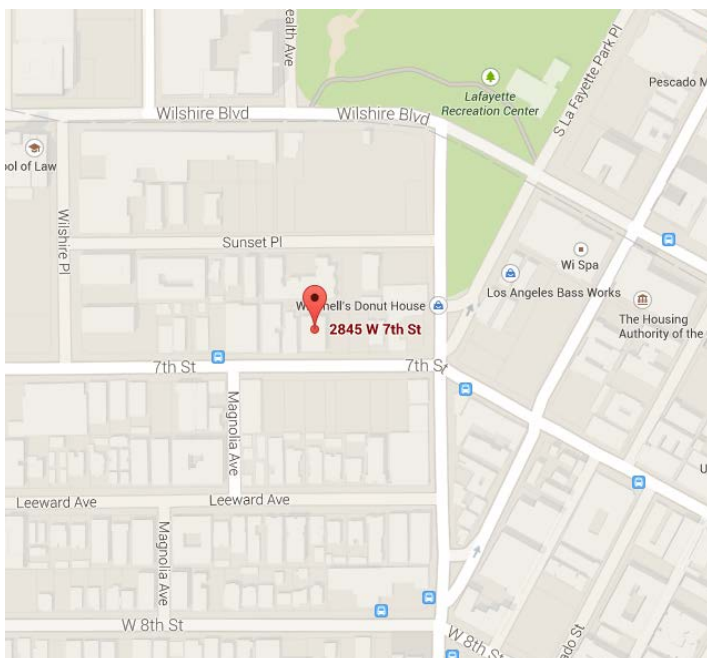 ealth Ave
Wilshire Blvd
Wilshire Blvd
Lafayette
Recreation Center
S La Fayette Park Pl
Pescado M
ool of Law
Wilshire Pl
Sunset Pl
Wi Spa
Los Angeles Bass Works
The Housing
Authority of the
W nell's Donut House
2845 W 7th St
7th St
7th St
Magnolia Ave
Leeward Ave
Leeward Ave
Magnolia Ave
W 8th St
W 8th St
ado St
U